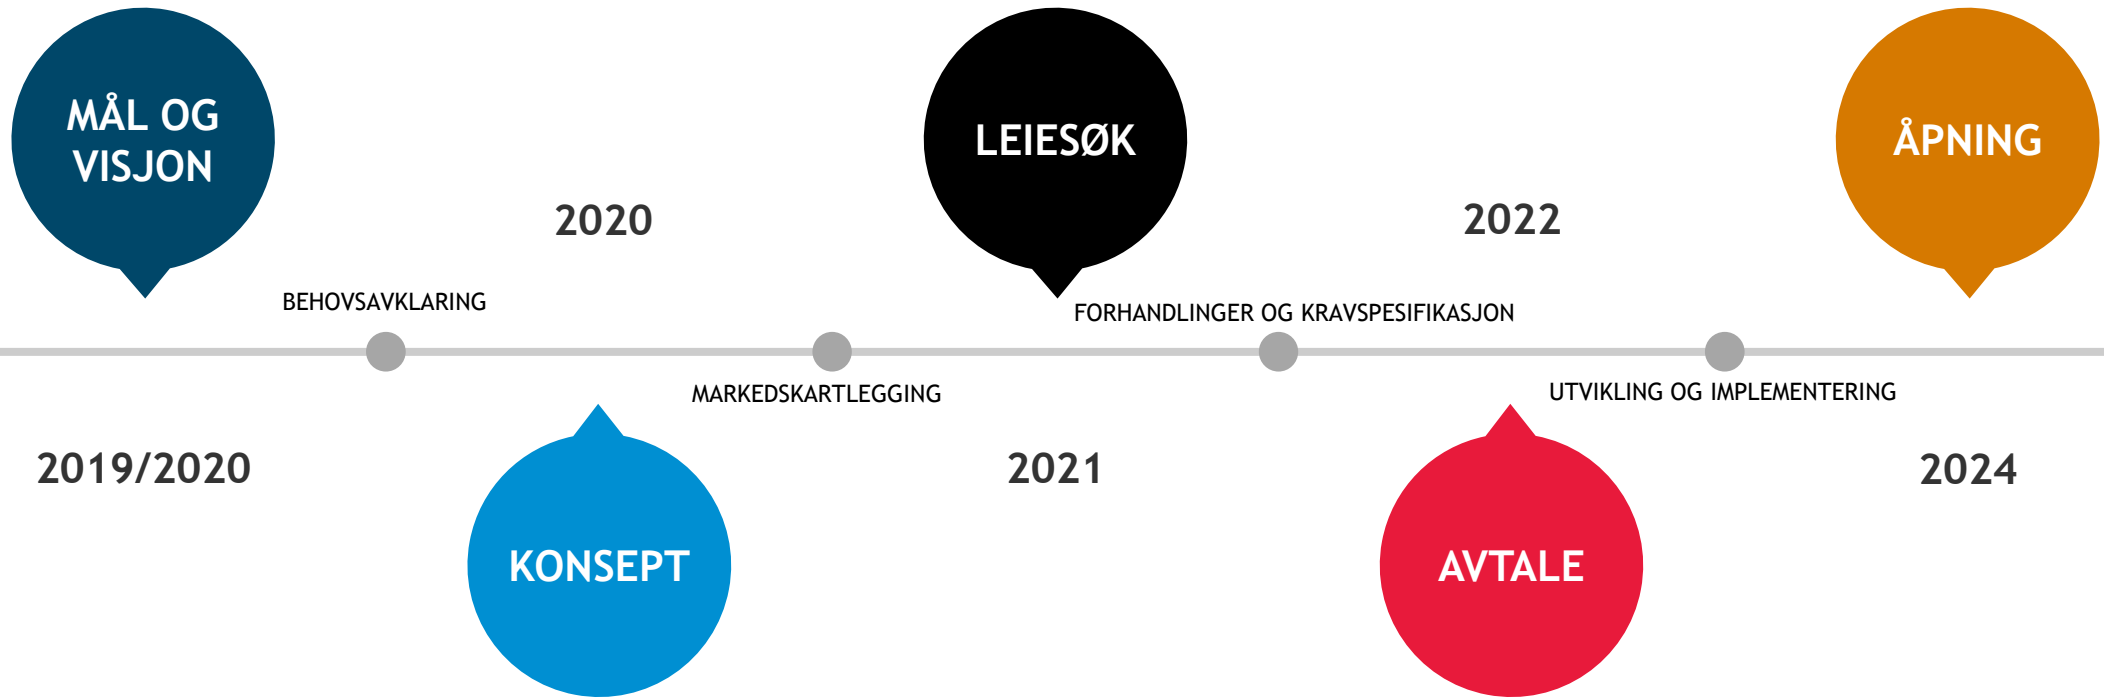 MÅL OG
VISJON
LEIESØK
ÅPNING
2020
2022
BEHOVSAVKLARING
FORHANDLINGER OG KRAVSPESIFIKASJON
MARKEDSKARTLEGGING
UTVIKLING OG IMPLEMENTERING
2019/2020
2021
2024
KONSEPT
AVTALE